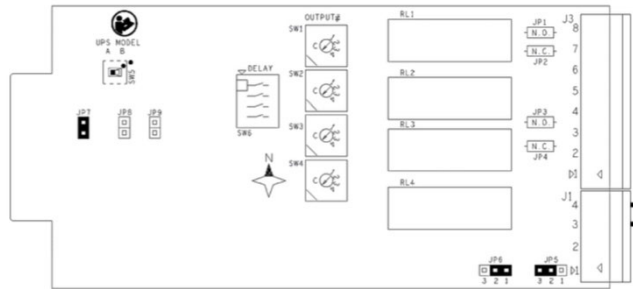 OUTPUT#
UPS MODEL
A B
SW5
SW1
C
SW2
C
SW3
C
SW4
C
DELAY
SW6
JP7
JP8
JP9
N
RL1
RL2
RL3
RL4
JP1
N.O.
N.C.
JP2
JP3
N.O.
N.C.
JP4
J3
8
7
6
5
4
3
2
1
J1
4
3
2
1
JP6
3 2 1
JP5
3 2 1